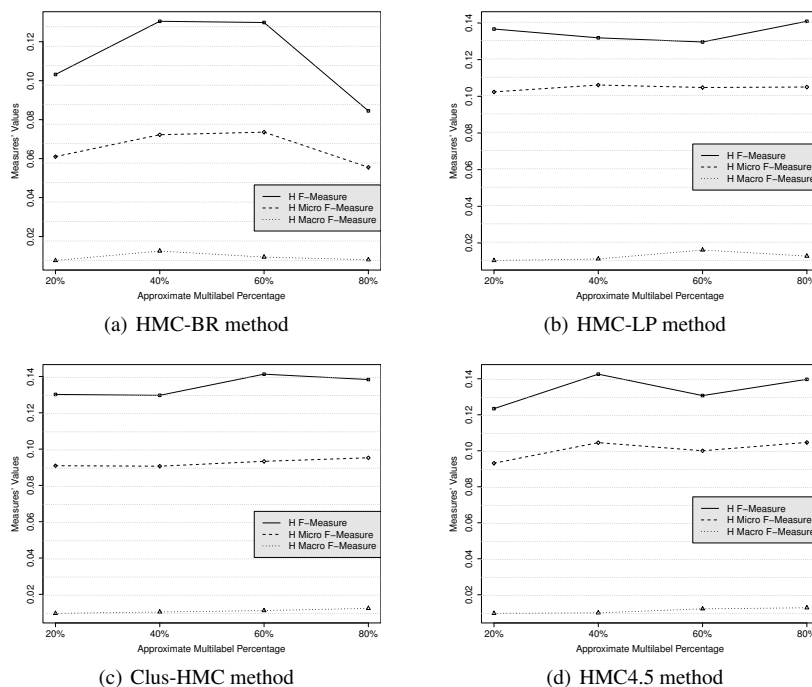 0.12
0.10
0.08
0.06
0.04
0.02
Measures' Values
H F−Measure
H Micro F−Measure
H Macro F−Measure
20% 40% 60% 80%
Approximate Multilabel Percentage
(a) HMC-BR method
0.14
0.12
0.10
0.08
0.06
0.04
0.02
Measures' Values
H F−Measure
H Micro F−Measure
H Macro F−Measure
20% 40% 60% 80%
Approximate Multilabel Percentage
(b) HMC-LP method
0.14
0.12
0.10
0.08
0.06
0.04
0.02
Measures' Values
H F−Measure
H Micro F−Measure
H Macro F−Measure
20% 40% 60% 80%
Approximate Multilabel Percentage
(c) Clus-HMC method
0.14
0.12
0.10
0.08
0.06
0.04
0.02
Measures' Values
H F−Measure
H Micro F−Measure
H Macro F−Measure
20% 40% 60% 80%
Approximate Multilabel Percentage
(d) HMC4.5 method